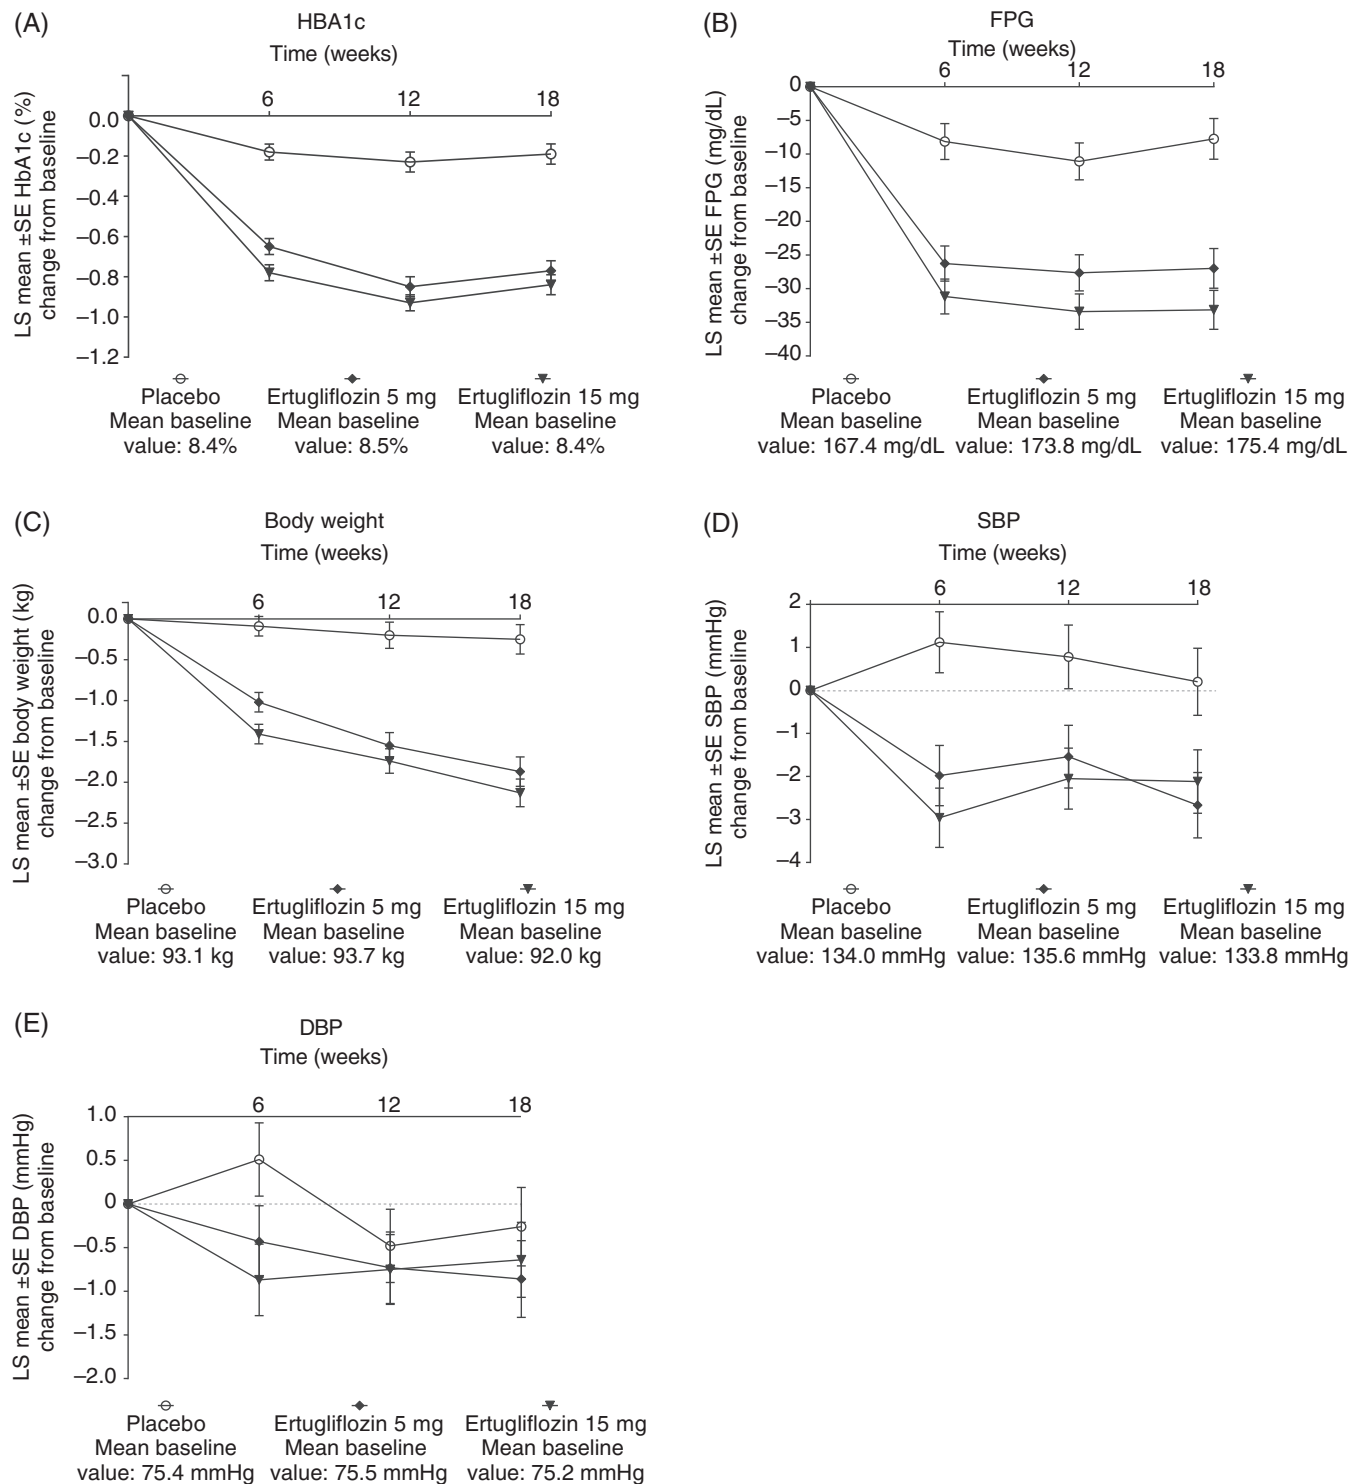 (A)
HBA1c
Time (weeks)
6 12 18
0.0
−0.2
−0.4
−0.6
−0.8
−1.0
−1.2
LS mean ±SE HbA1c (%)
change from baseline
Placebo
Mean baseline
value: 8.4%
Ertugliflozin 5 mg
Mean baseline
value: 8.5%
Ertugliflozin 15 mg
Mean baseline
value: 8.4%
(B)
FPG
Time (weeks)
6 12 18
0
−5
−10
−15
−20
−25
−30
−35
−40
LS mean ±SE FPG (mg/dL)
change from baseline
Placebo
Mean baseline
value: 167.4 mg/dL
Ertugliflozin 5 mg
Mean baseline
value: 173.8 mg/dL
Ertugliflozin 15 mg
Mean baseline
value: 175.4 mg/dL
(C)
Body weight
Time (weeks)
6 12 18
0.0
−0.5
−1.0
−1.5
−2.0
−2.5
−3.0
LS mean ±SE body weight (kg)
change from baseline
Placebo
Mean baseline
value: 93.1 kg
Ertugliflozin 5 mg
Mean baseline
value: 93.7 kg
Ertugliflozin 15 mg
Mean baseline
value: 92.0 kg
(D)
SBP
Time (weeks)
6 12 18
2
1
0
−1
−2
−3
−4
LS mean ±SE SBP (mmHg)
change from baseline
Placebo
Mean baseline
value: 134.0 mmHg
Ertugliflozin 5 mg
Mean baseline
value: 135.6 mmHg
Ertugliflozin 15 mg
Mean baseline
value: 133.8 mmHg
(E)
DBP
Time (weeks)
6 12 18
1.0
0.5
0
−0.5
−1.0
−1.5
−2.0
LS mean ±SE DBP (mmHg)
change from baseline
Placebo
Mean baseline
value: 75.4 mmHg
Ertugliflozin 5 mg
Mean baseline
value: 75.5 mmHg
Ertugliflozin 15 mg
Mean baseline
value: 75.2 mmHg